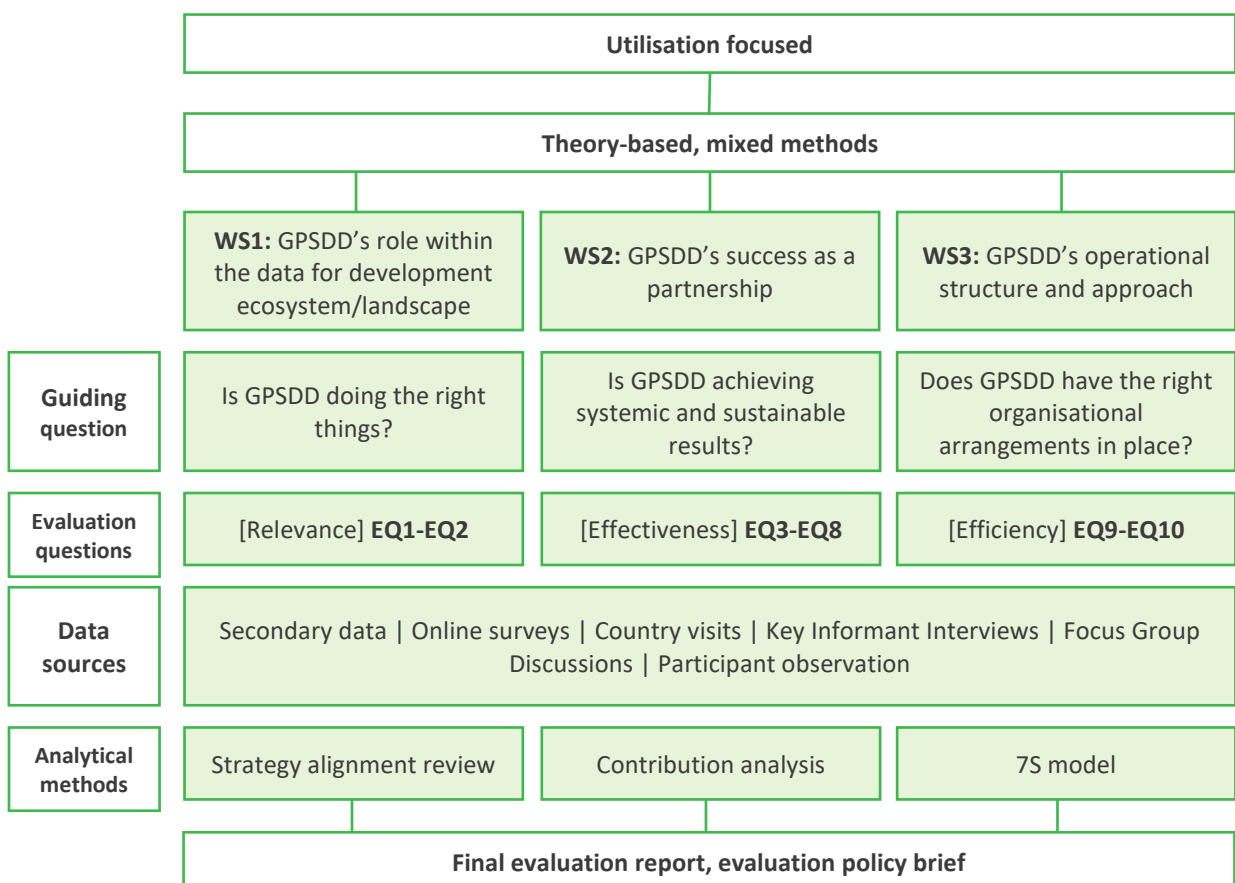 Utilisation focused
Theory-based, mixed methods
WS1: GPSDD’s role within
the data for development
ecosystem/landscape
WS2: GPSDD’s success as a
partnership
WS3: GPSDD’s operational
structure and approach
Guiding
question
Is GPSDD doing the right
things?
Is GPSDD achieving
systemic and sustainable
results?
Does GPSDD have the right
organisational
arrangements in place?
Evaluation
questions
[Relevance] EQ1-EQ2
[Effectiveness] EQ3-EQ8
[Efficiency] EQ9-EQ10
Data
sources
Secondary data | Online surveys | Country visits | Key Informant Interviews | Focus Group
Discussions | Participant observation
Analytical
methods
Strategy alignment review
Contribution analysis
7S model
Final evaluation report, evaluation policy brief